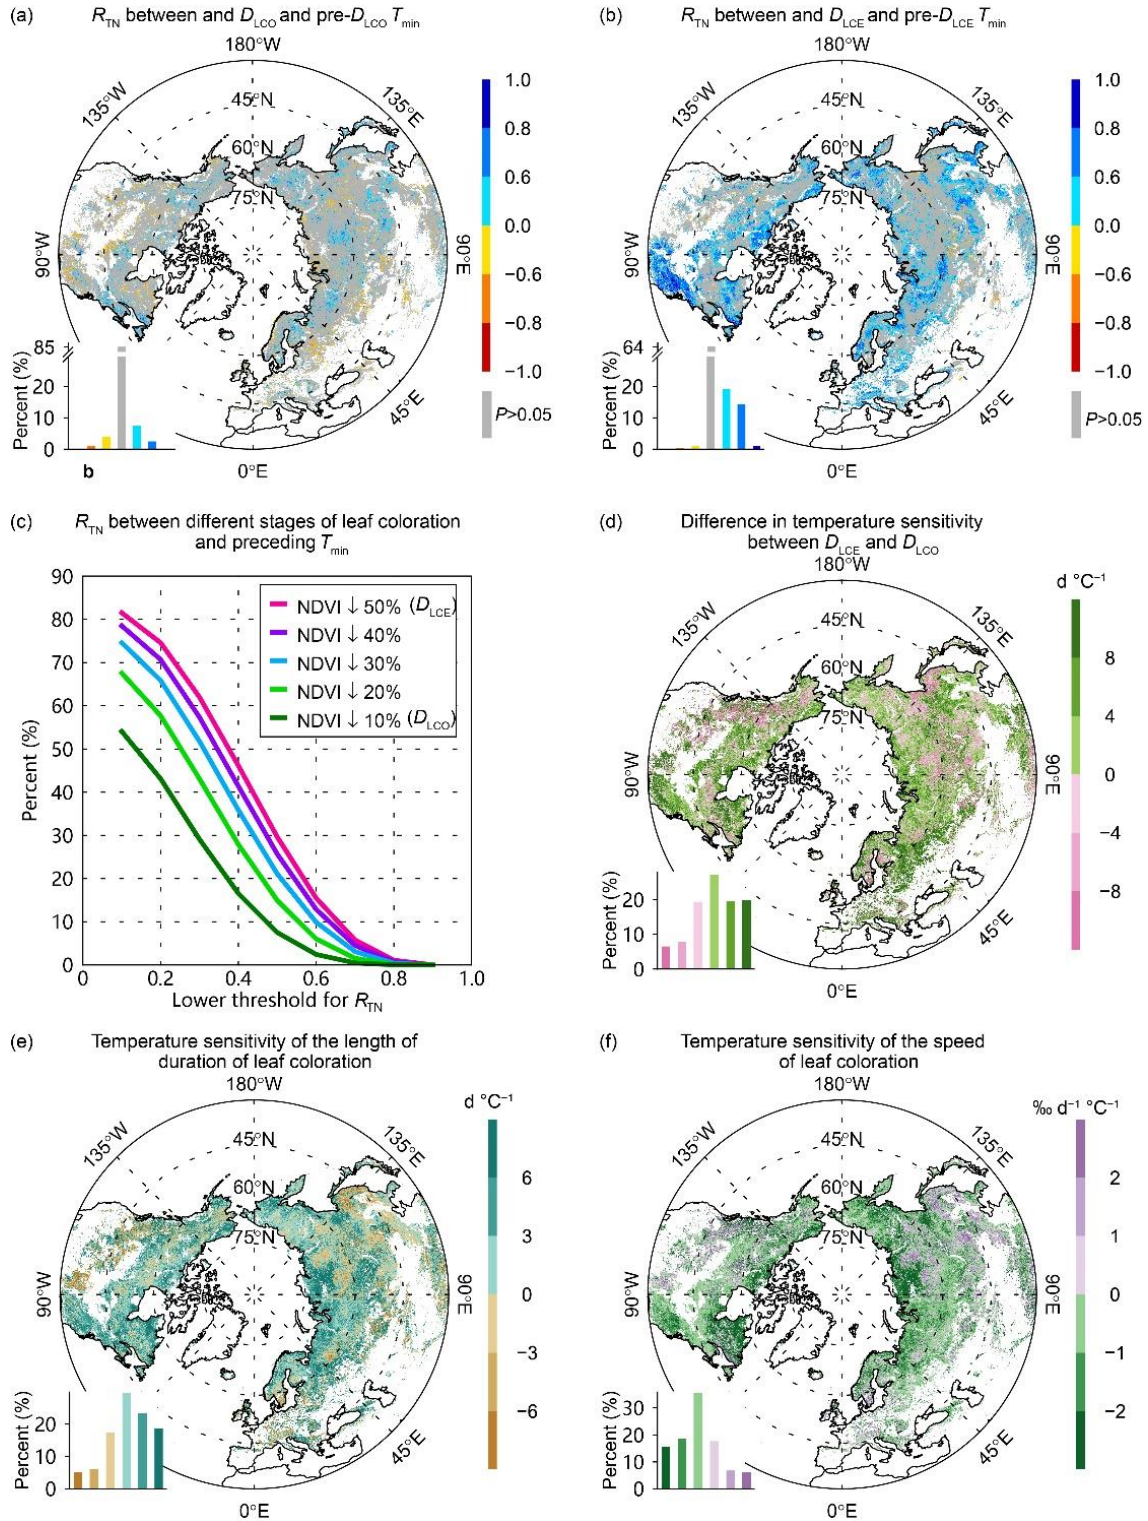 (a) R_TN between and D_LCO and pre-D_LCO T_min
180°W
135°W
135°E
45°N
60°N
75°N
90°W
90°E
45°E
0°E
1.0
0.8
0.6
0.0
−0.6
−0.8
−1.0
P>0.05
Percent (%)
85
20
10
0
b
(b) R_TN between and D_LCE and pre-D_LCE T_min
180°W
135°W
135°E
45°N
60°N
75°N
90°W
90°E
45°E
0°E
1.0
0.8
0.6
0.0
−0.6
−0.8
−1.0
P>0.05
Percent (%)
64
20
10
0
(c) R_TN between different stages of leaf coloration
and preceding T_min
Percent (%)
90
80
70
60
50
40
30
20
10
0
NDVI ↓ 50% (D_LCE)
NDVI ↓ 40%
NDVI ↓ 30%
NDVI ↓ 20%
NDVI ↓ 10% (D_LCO)
0 0.2 0.4 0.6 0.8 1.0
Lower threshold for R_TN
(d) Difference in temperature sensitivity
between D_LCE and D_LCO
180°W
d °C⁻¹
135°W
135°E
45°N
60°N
75°N
90°W
90°E
45°E
0°E
8
4
0
−4
−8
Percent (%)
20
10
0
(e) Temperature sensitivity of the length of
duration of leaf coloration
180°W
d °C⁻¹
135°W
135°E
45°N
60°N
75°N
90°W
90°E
45°E
0°E
6
3
0
−3
−6
Percent (%)
20
10
0
(f) Temperature sensitivity of the speed
of leaf coloration
180°W
‰ d⁻¹ °C⁻¹
135°W
135°E
45°N
60°N
75°N
90°W
90°E
45°E
0°E
2
1
0
−1
−2
Percent (%)
30
20
10
0